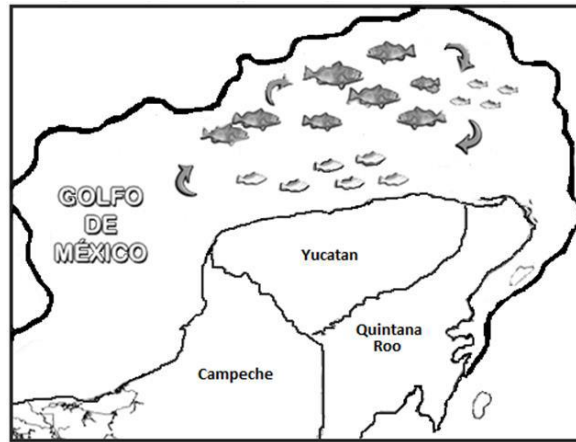 GOLFO
DE
MÉXICO
Yucatan
Quintana
Roo
Campeche